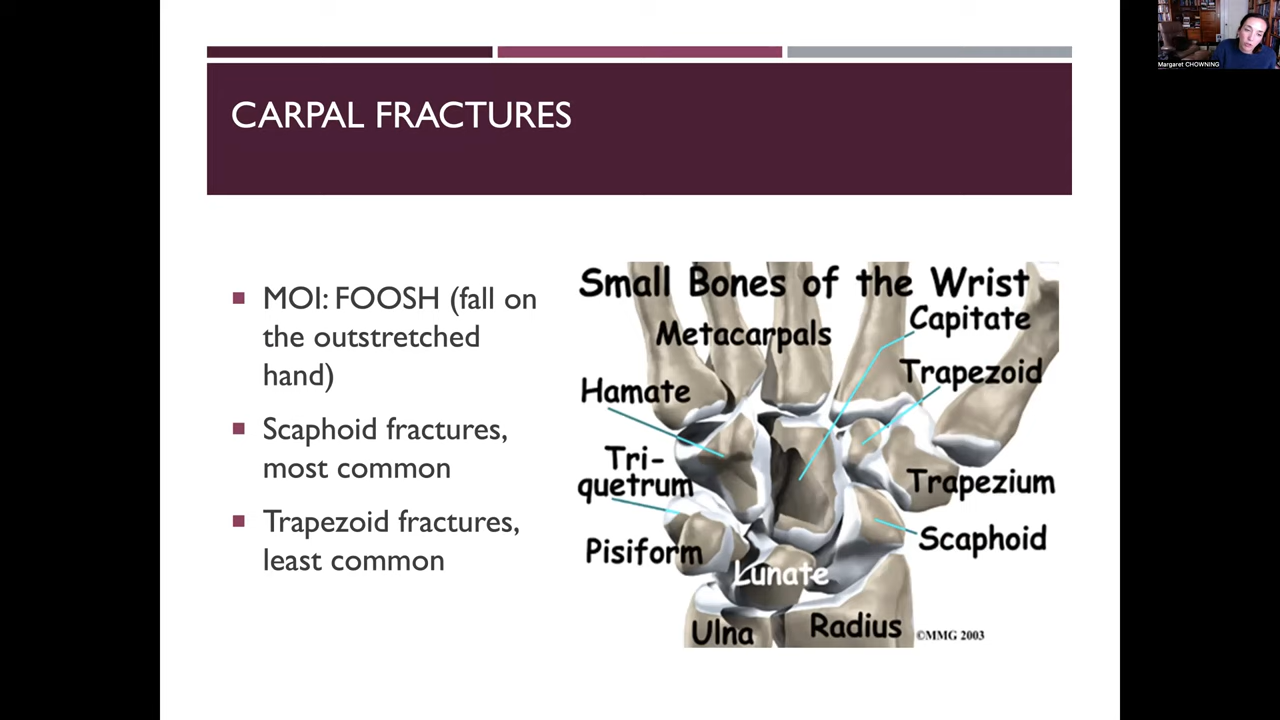 Margaret CHOWNING
CARPAL FRACTURES
MOI: FOOSH (fall on
the outstretched
hand)
Scaphoid fractures,
most common
Trapezoid fractures,
least common
Small Bones of the Wrist
Capitate
Metacarpals
Trapezoid
Hamate
Tri-
quetrum
Trapezium
Scaphoid
Pisiform
Lunate
Ulna
Radius
©MMG 2003